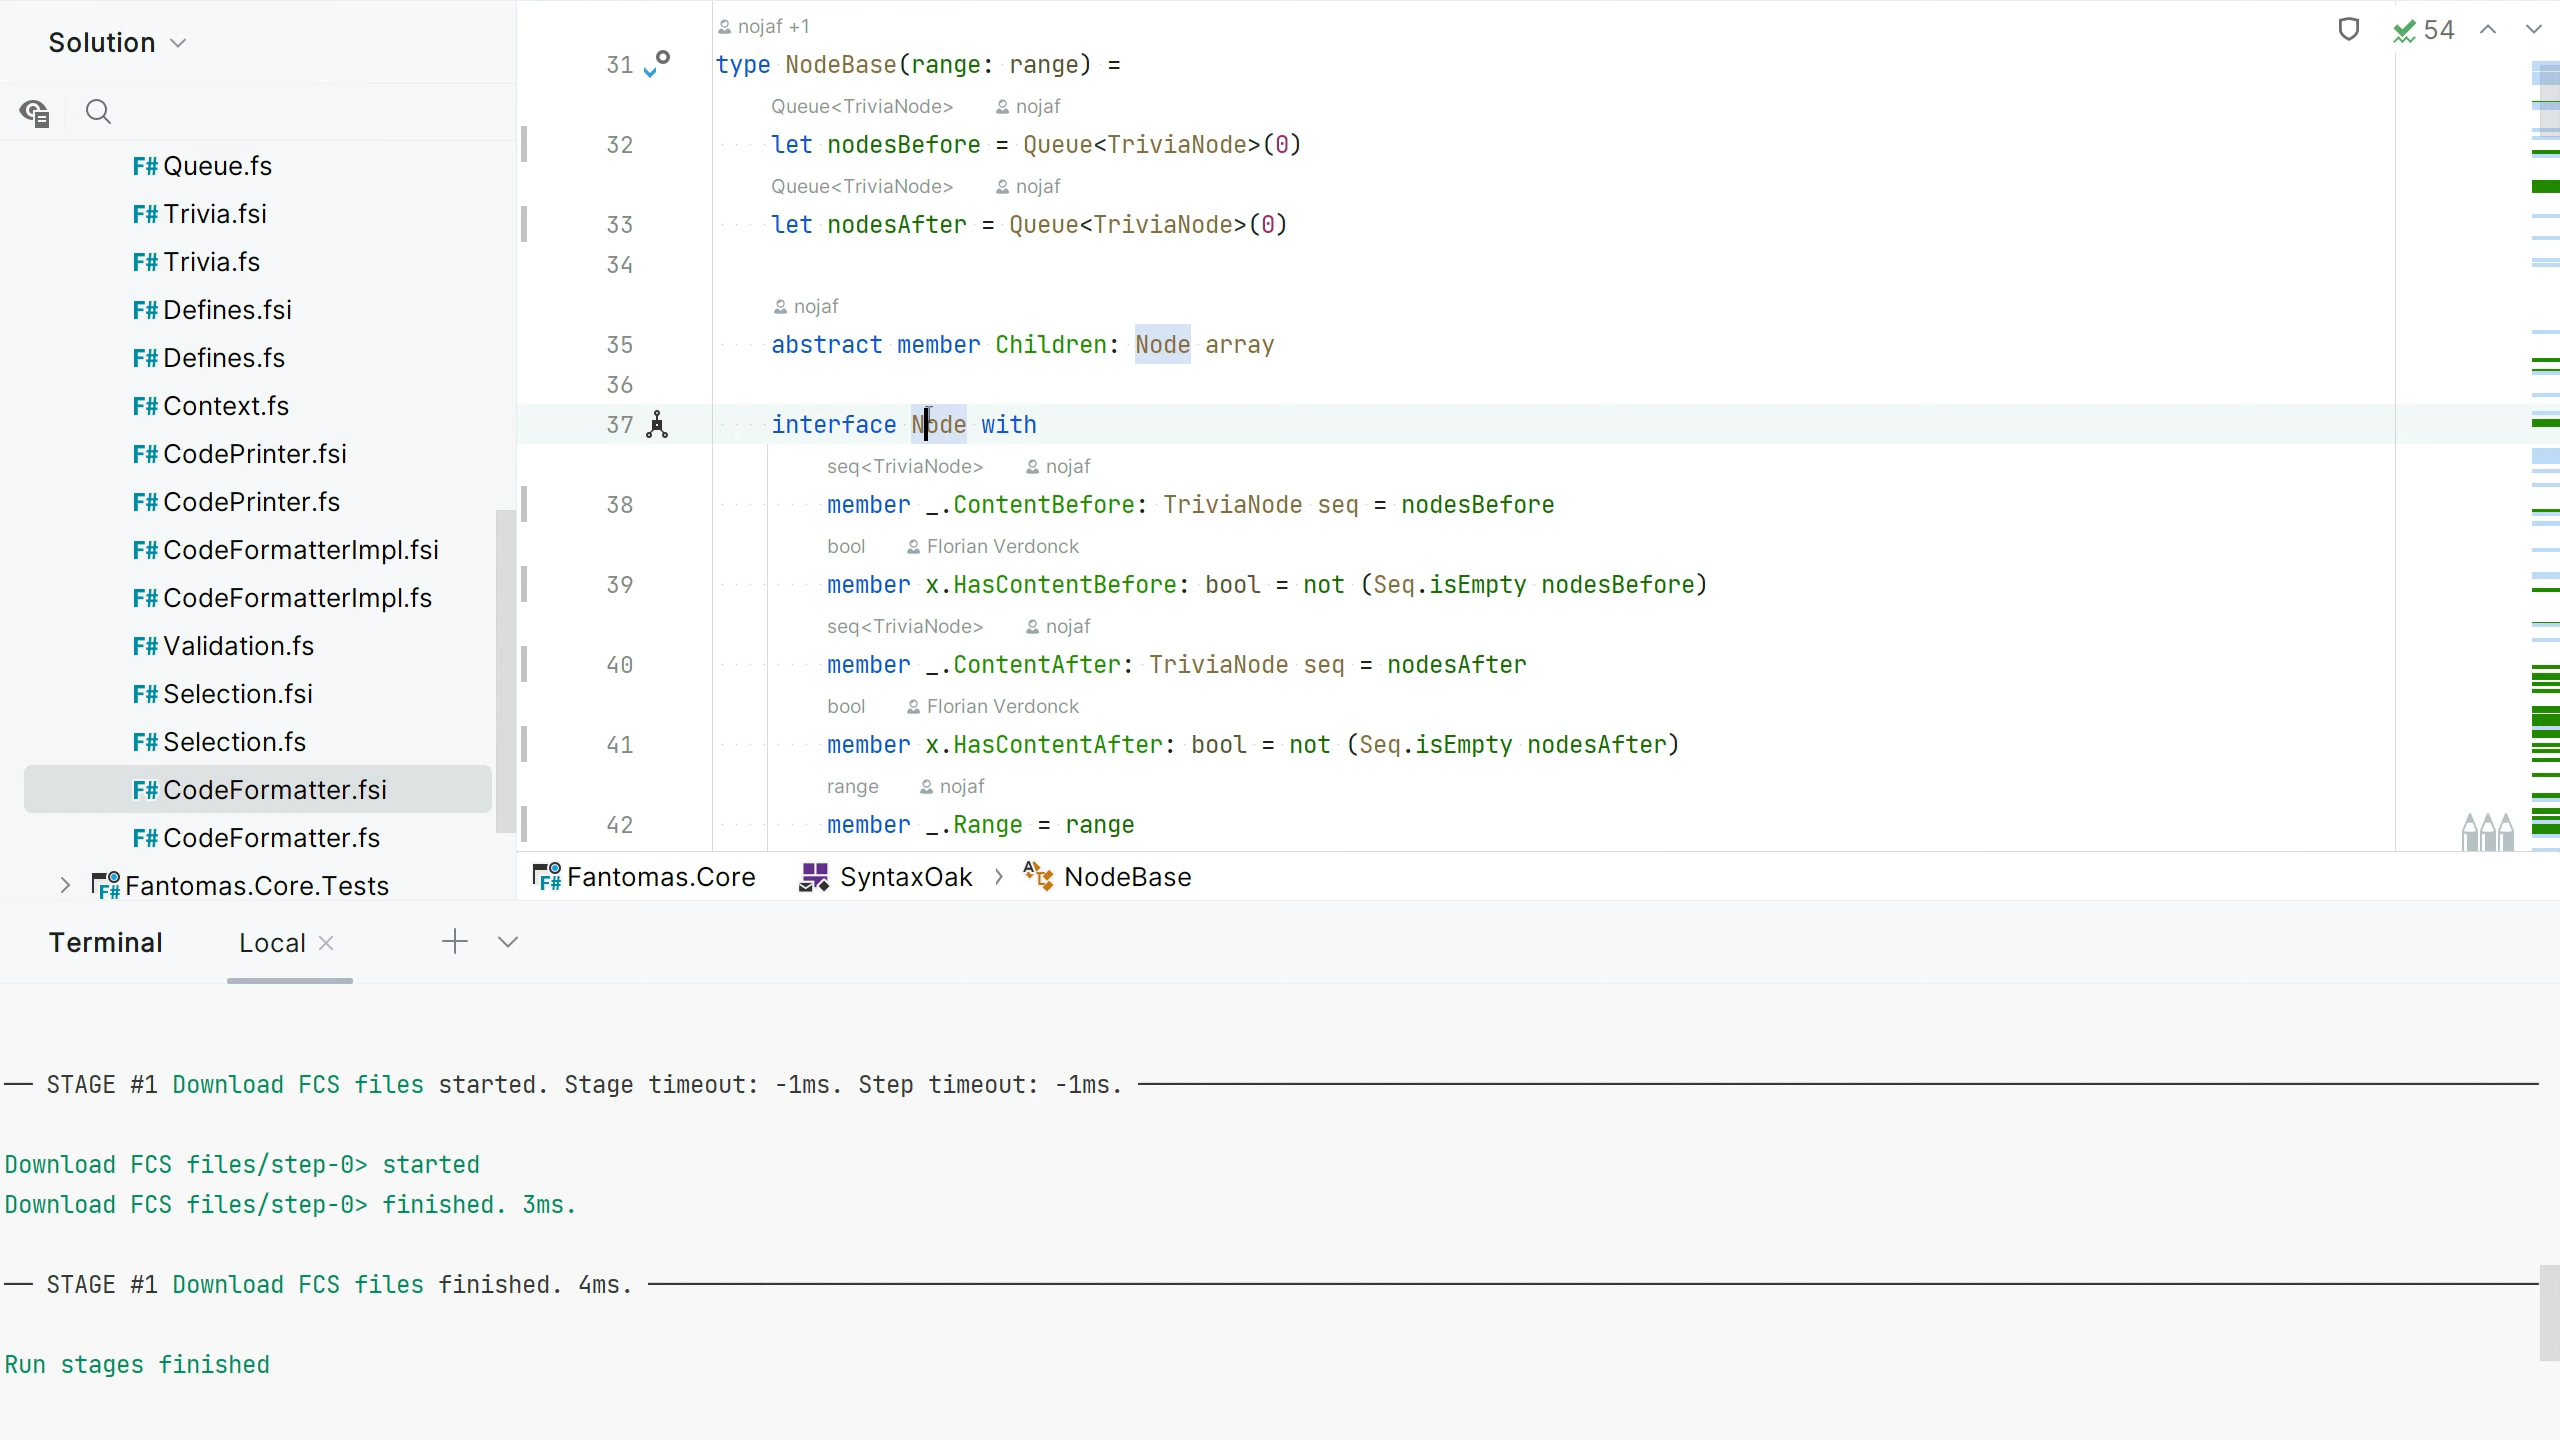 Solution
F# Queue.fs
F# Trivia.fsi
F# Trivia.fs
F# Defines.fsi
F# Defines.fs
F# Context.fs
F# CodePrinter.fsi
F# CodePrinter.fs
F# CodeFormatterImpl.fsi
F# CodeFormatterImpl.fs
F# Validation.fs
F# Selection.fsi
F# Selection.fs
F# CodeFormatter.fsi
F# CodeFormatter.fs
F# Fantomas.Core.Tests
54
nojaf +1
31 type NodeBase(range: range) =
Queue<TriviaNode> nojaf
32 let nodesBefore = Queue<TriviaNode>(0)
Queue<TriviaNode> nojaf
33 let nodesAfter = Queue<TriviaNode>(0)
34
nojaf
35 abstract member Children: Node array
36
37 interface Node with
seq<TriviaNode> nojaf
38 member _.ContentBefore: TriviaNode seq = nodesBefore
bool Florian Verdonck
39 member x.HasContentBefore: bool = not (Seq.isEmpty nodesBefore)
seq<TriviaNode> nojaf
40 member _.ContentAfter: TriviaNode seq = nodesAfter
bool Florian Verdonck
41 member x.HasContentAfter: bool = not (Seq.isEmpty nodesAfter)
range nojaf
42 member _.Range = range
F# Fantomas.Core SyntaxOak > NodeBase
Terminal Local
STAGE #1 Download FCS files started. Stage timeout: -1ms. Step timeout: -1ms.
Download FCS files/step-0> started
Download FCS files/step-0> finished. 3ms.
STAGE #1 Download FCS files finished. 4ms.
Run stages finished